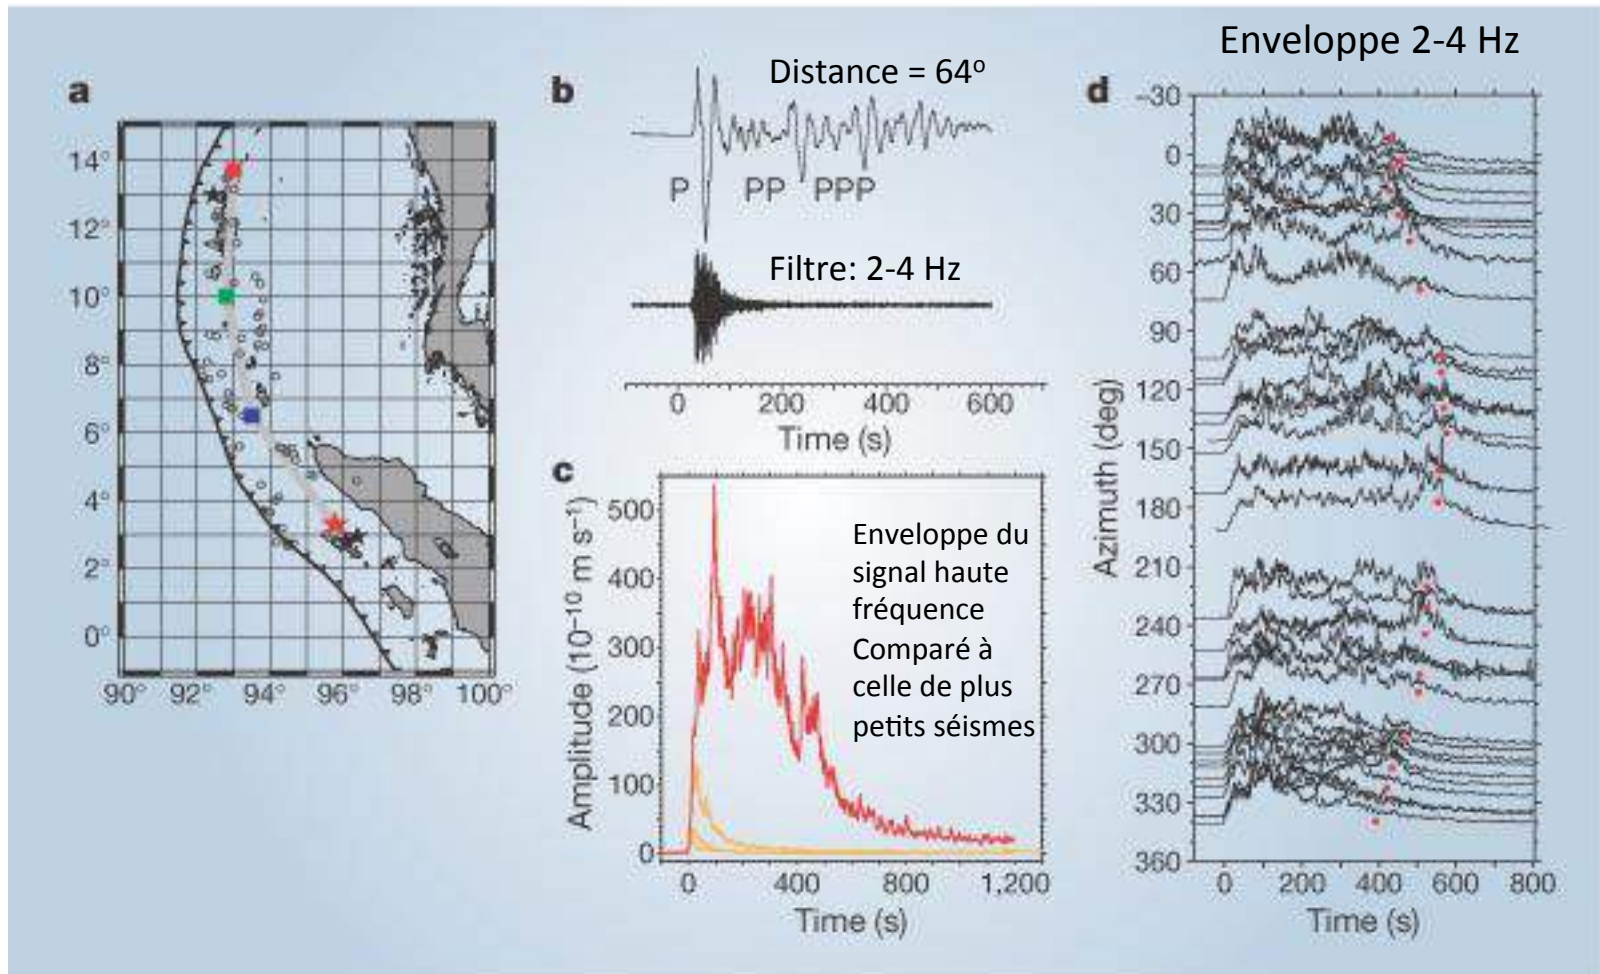 a
14°
12°
10°
8°
6°
4°
2°
0°
90° 92° 94° 96° 98° 100°
b
Distance = 64°
P PP PPP
Filtre: 2-4 Hz
0 200 400 600
Time (s)
c
Amplitude (10⁻¹⁰ m s⁻¹)
500
400
300
200
100
0
Enveloppe du
signal haute
fréquence
Comparé à
celle de plus
petits séismes
0 400 800 1,200
Time (s)
Enveloppe 2-4 Hz
d
Azimuth (deg)
-30
0
30
60
90
120
150
180
210
240
270
300
330
360
0 200 400 600 800
Time (s)